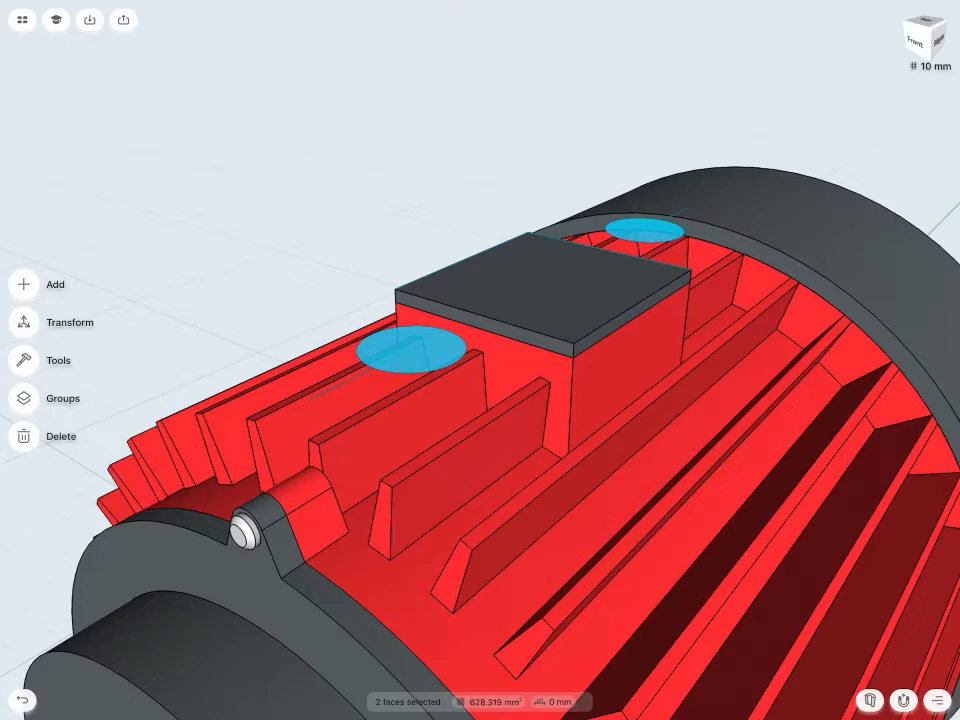 Front
Right
10 mm
Add
Transform
Tools
Groups
Delete
2 faces selected 628.319 mm² 0 mm